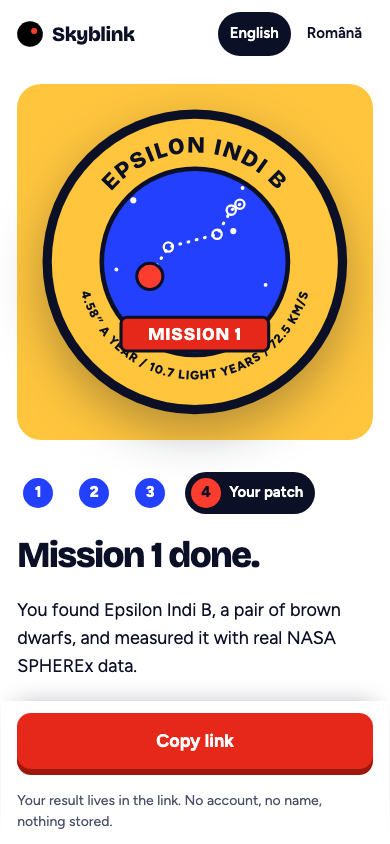 Skyblink
English
Română
EPSILON INDI B
MISSION 1
4.58″ A YEAR / 10.7 LIGHT YEARS / 72.5 KM/S
1
2
3
4
Your patch
Mission 1 done.
You found Epsilon Indi B, a pair of brown
dwarfs, and measured it with real NASA
SPHEREx data.
Copy link
Your result lives in the link. No account, no name,
nothing stored.